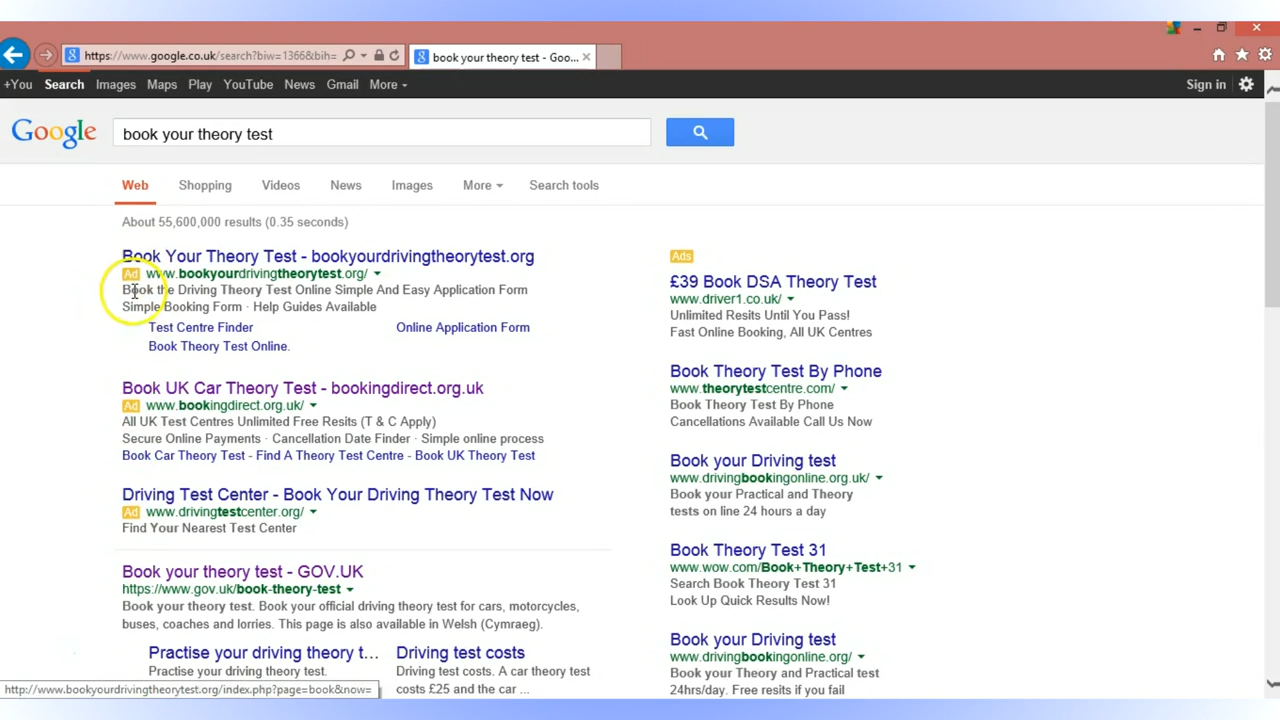 https://www.google.co.uk/search?biw=1366&bih=
book your theory test - Goo...
+You Search Images Maps Play YouTube News Gmail More
Sign in
Google
book your theory test
Web Shopping Videos News Images More Search tools
About 55,600,000 results (0.35 seconds)
Book Your Theory Test - bookyourdrivingtheorytest.org
Ad www.bookyourdrivingtheorytest.org/
Book the Driving Theory Test Online Simple And Easy Application Form
Simple Booking Form · Help Guides Available
Test Centre Finder Online Application Form
Book Theory Test Online.
Book UK Car Theory Test - bookingdirect.org.uk
Ad www.bookingdirect.org.uk/
All UK Test Centres Unlimited Free Resits (T & C Apply)
Secure Online Payments · Cancellation Date Finder · Simple online process
Book Car Theory Test - Find A Theory Test Centre - Book UK Theory Test
Driving Test Center - Book Your Driving Theory Test Now
Ad www.drivingtestcenter.org/
Find Your Nearest Test Center
Book your theory test - GOV.UK
https://www.gov.uk/book-theory-test
Book your theory test. Book your official driving theory test for cars, motorcycles,
buses, coaches and lorries. This page is also available in Welsh (Cymraeg).
Practise your driving theory t... Driving test costs
Practise your driving theory test. Driving test costs. A car theory test
costs £25 and the car ...
Ads
£39 Book DSA Theory Test
www.driver1.co.uk/
Unlimited Resits Until You Pass!
Fast Online Booking, All UK Centres
Book Theory Test By Phone
www.theorytestcentre.com/
Book Theory Test By Phone
Cancellations Available Call Us Now
Book your Driving test
www.drivingbookingonline.org.uk/
Book your Practical and Theory
tests on line 24 hours a day
Book Theory Test 31
www.wow.com/Book+Theory+Test+31
Search Book Theory Test 31
Look Up Quick Results Now!
Book your Driving test
www.drivingbookingonline.org/
Book your Theory and Practical test
24hrs/day. Free resits if you fail
http://www.bookyourdrivingtheorytest.org/index.php?page=book&now=